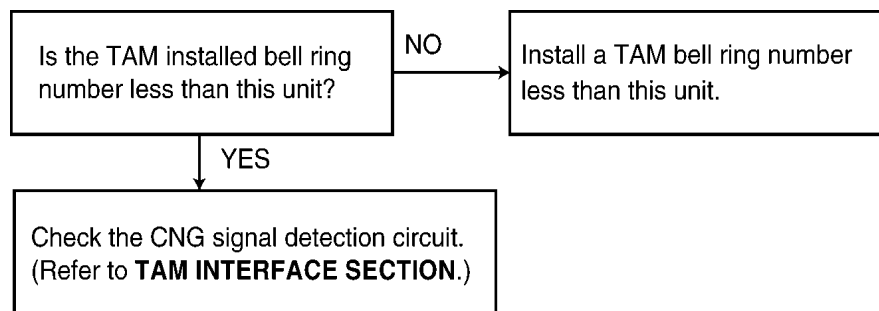 Is the TAM installed bell ring
number less than this unit?
NO
Install a TAM bell ring number
less than this unit.
YES
Check the CNG signal detection circuit.
(Refer to TAM INTERFACE SECTION.)